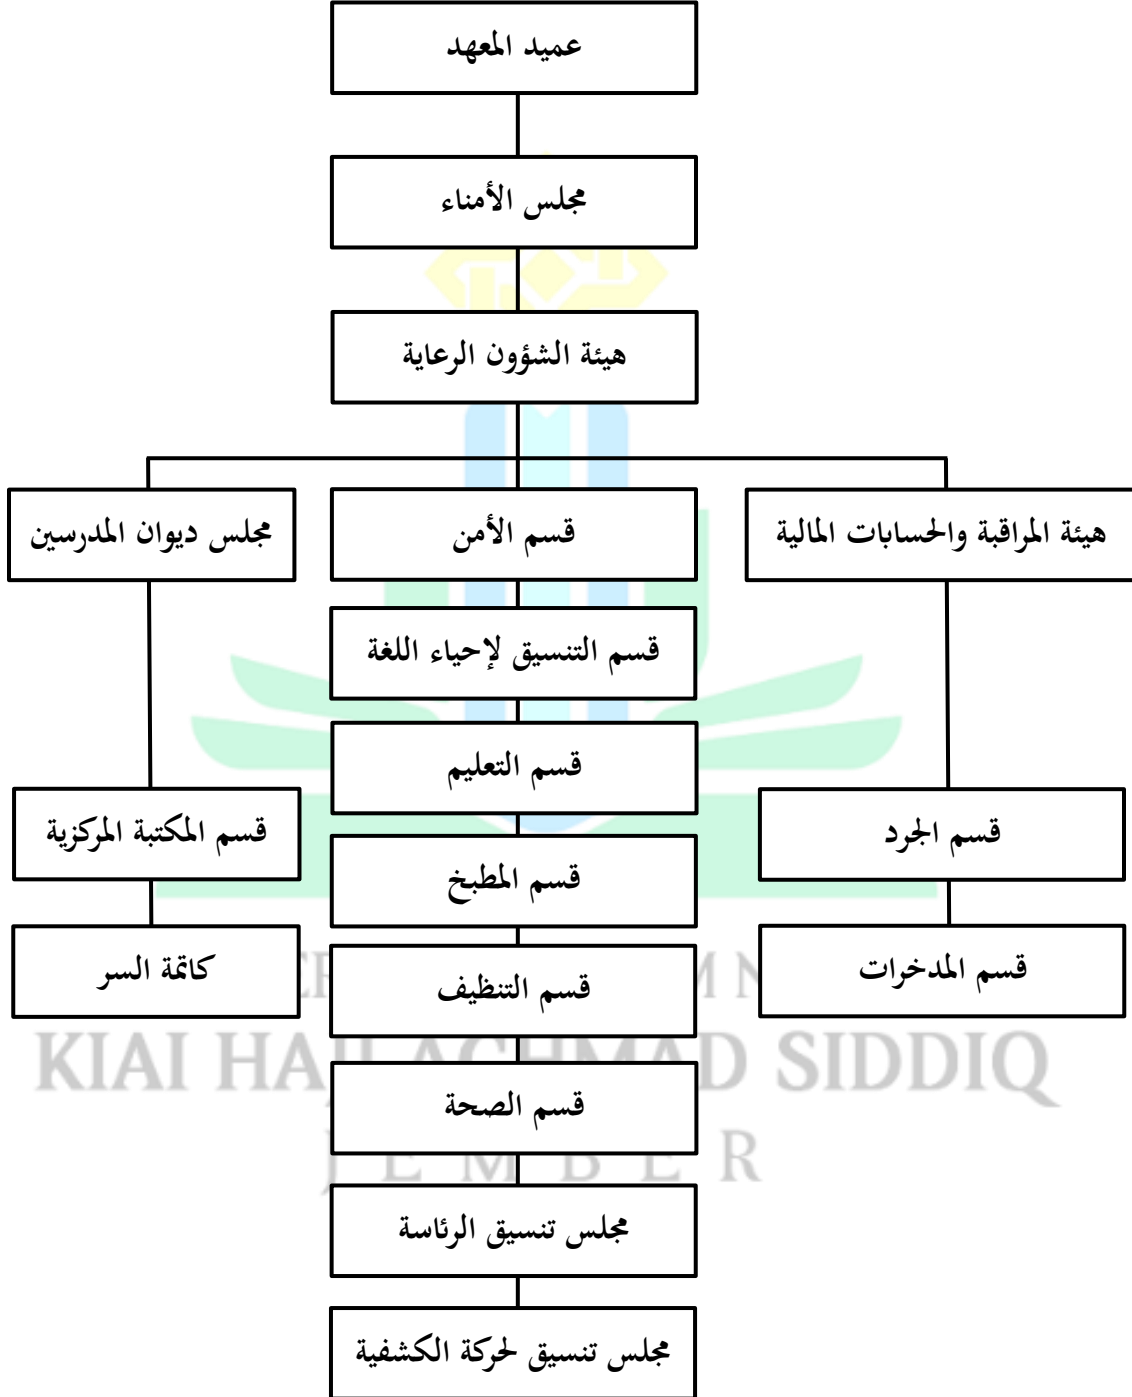 عميد المعهد
مجلس الأمناء
هيئة الشؤون الرعاية
هيئة المراقبة والحسابات المالية
قسم الأمن
مجلس ديوان المدرسين
قسم التنسيق لإحياء اللغة
قسم التعليم
قسم الجرد
قسم المكتبة المركزية
قسم المطبخ
قسم المدخرات
قسم التنظيف
كاتمة السر
KIAI HAJI ACHMAD SIDDIQ
قسم الصحة
JEMBER
مجلس تنسيق الرئاسة
مجلس تنسيق لحركة الكشفية